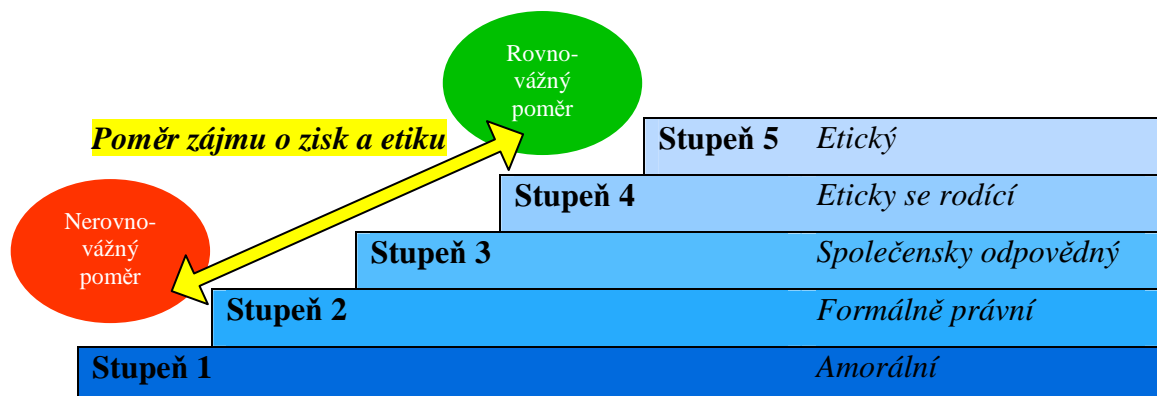 Rovno-
vážný
poměr
Poměr zájmu o zisk a etiku
Stupeň 5 Etický
Stupeň 4 Eticky se rodící
Nerovno-
vážný
poměr
Stupeň 3 Společensky odpovědný
Stupeň 2 Formálně právní
Stupeň 1 Amorální